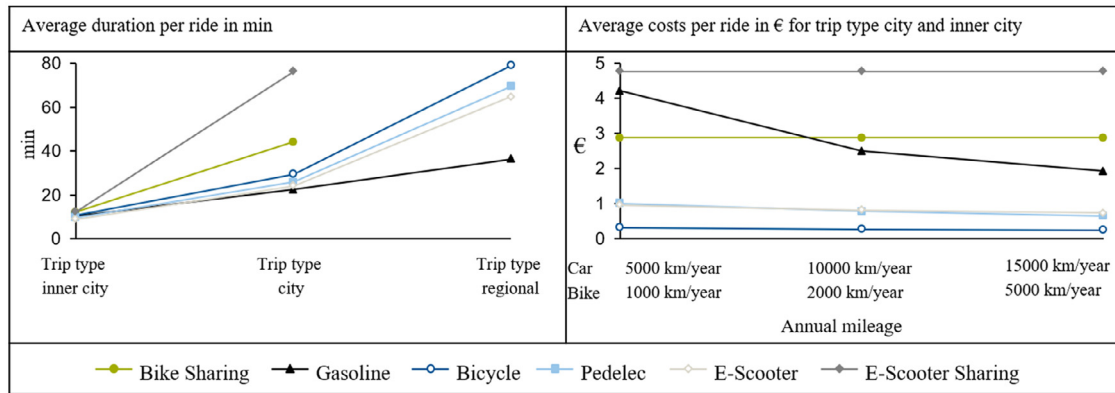 Average duration per ride in min
Average costs per ride in € for trip type city and inner city
80
60
40
20
0
min
Trip type
inner city
Trip type
city
Trip type
regional
5
4
3
2
1
0
€
Car 5000 km/year 10000 km/year 15000 km/year
Bike 1000 km/year 2000 km/year 5000 km/year
Annual mileage
Bike Sharing Gasoline Bicycle Pedelec E-Scooter E-Scooter Sharing